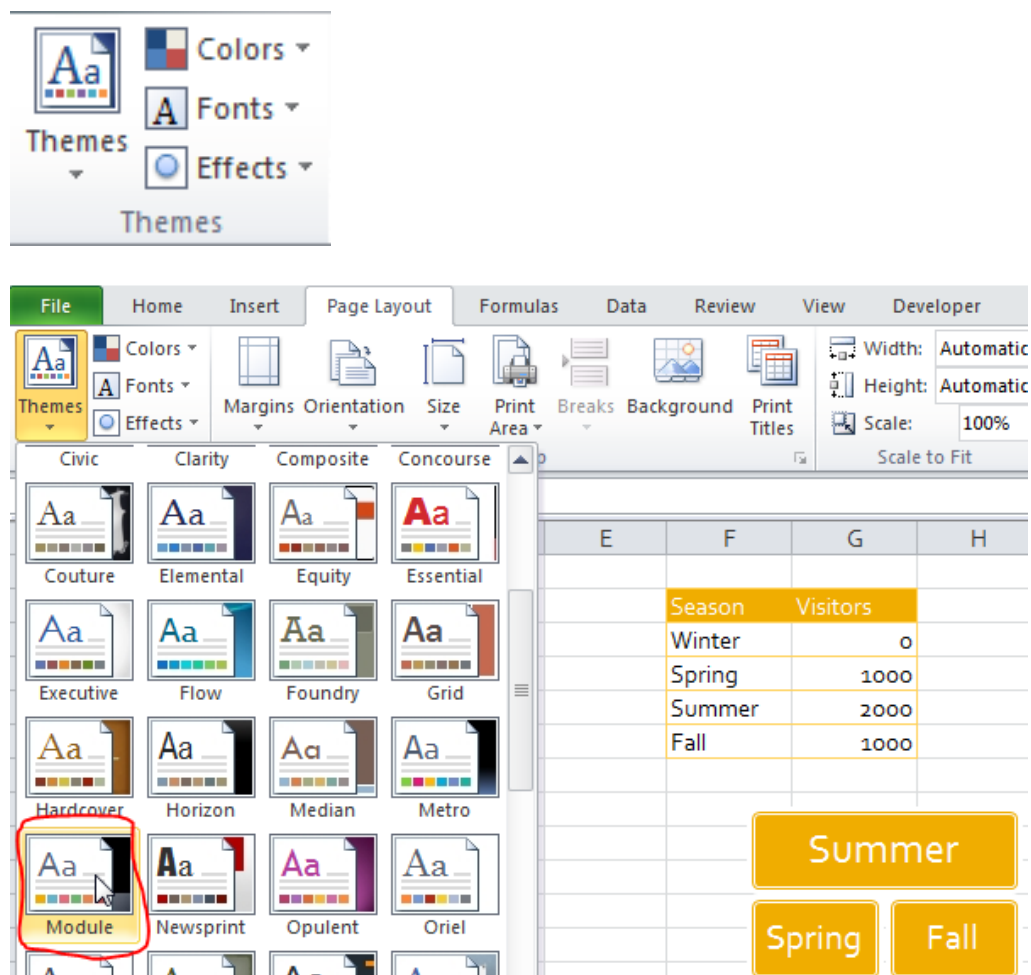 Aa Colors
A Fonts
Themes
Effects
Themes
File Home Insert Page Layout Formulas Data Review View Developer
Aa Colors Width: Automatic
A Fonts Height: Automatic
Themes Margins Orientation Size Print Breaks Background Print
Effects Area Titles Scale: 100%
Civic Clarity Composite Concourse Scale to Fit
E F G H
Aa Aa Aa Aa
Couture Elemental Equity Essential
Season Visitors
Winter 0
Aa Aa Aa Aa
Spring 1000
Executive Flow Foundry Grid
Summer 2000
Fall 1000
Aa Aa Aa Aa
Hardcover Horizon Median Metro
Summer
Aa Aa Aa Aa
Module Newsprint Opulent Oriel
Spring Fall